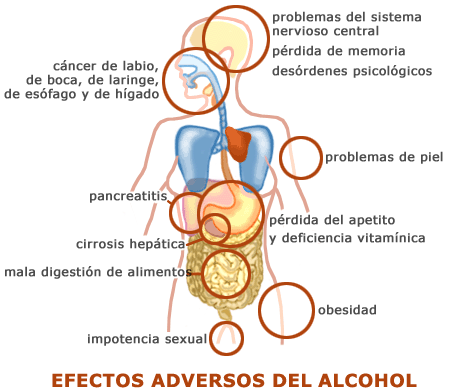 problemas del sistema
nervioso central
pérdida de memoria
desórdenes psicológicos
cáncer de labio,
de boca, de laringe,
de esófago y de hígado
problemas de piel
pancreatitis
pérdida del apetito
y deficiencia vitamínica
cirrosis hepática
mala digestión de alimentos
obesidad
impotencia sexual
EFECTOS ADVERSOS DEL ALCOHOL